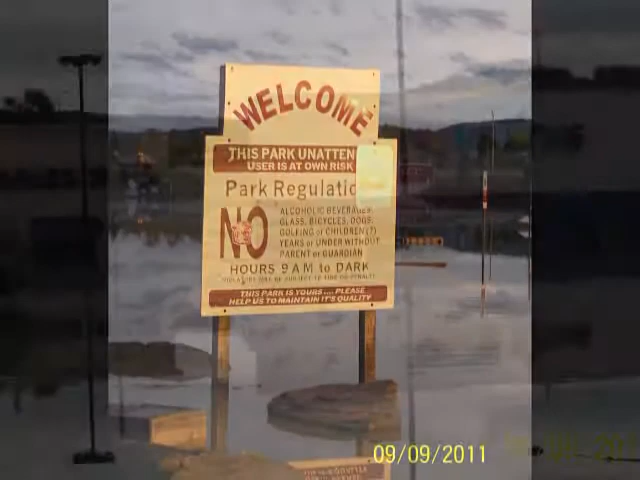 WELCOME
THIS PARK UNATTEN
USER IS AT OWN RISK
Park Regulatio
NO
ALCOHOLIC BEVERAGES,
GLASS, BICYCLES, DOGS,
GOLFING or CHILDREN (7)
YEARS or UNDER WITHOUT
PARENT or GUARDIAN
HOURS 9 AM to DARK
THIS PARK IS YOURS.... PLEASE
HELP US TO MAINTAIN IT'S QUALITY
09/09/2011